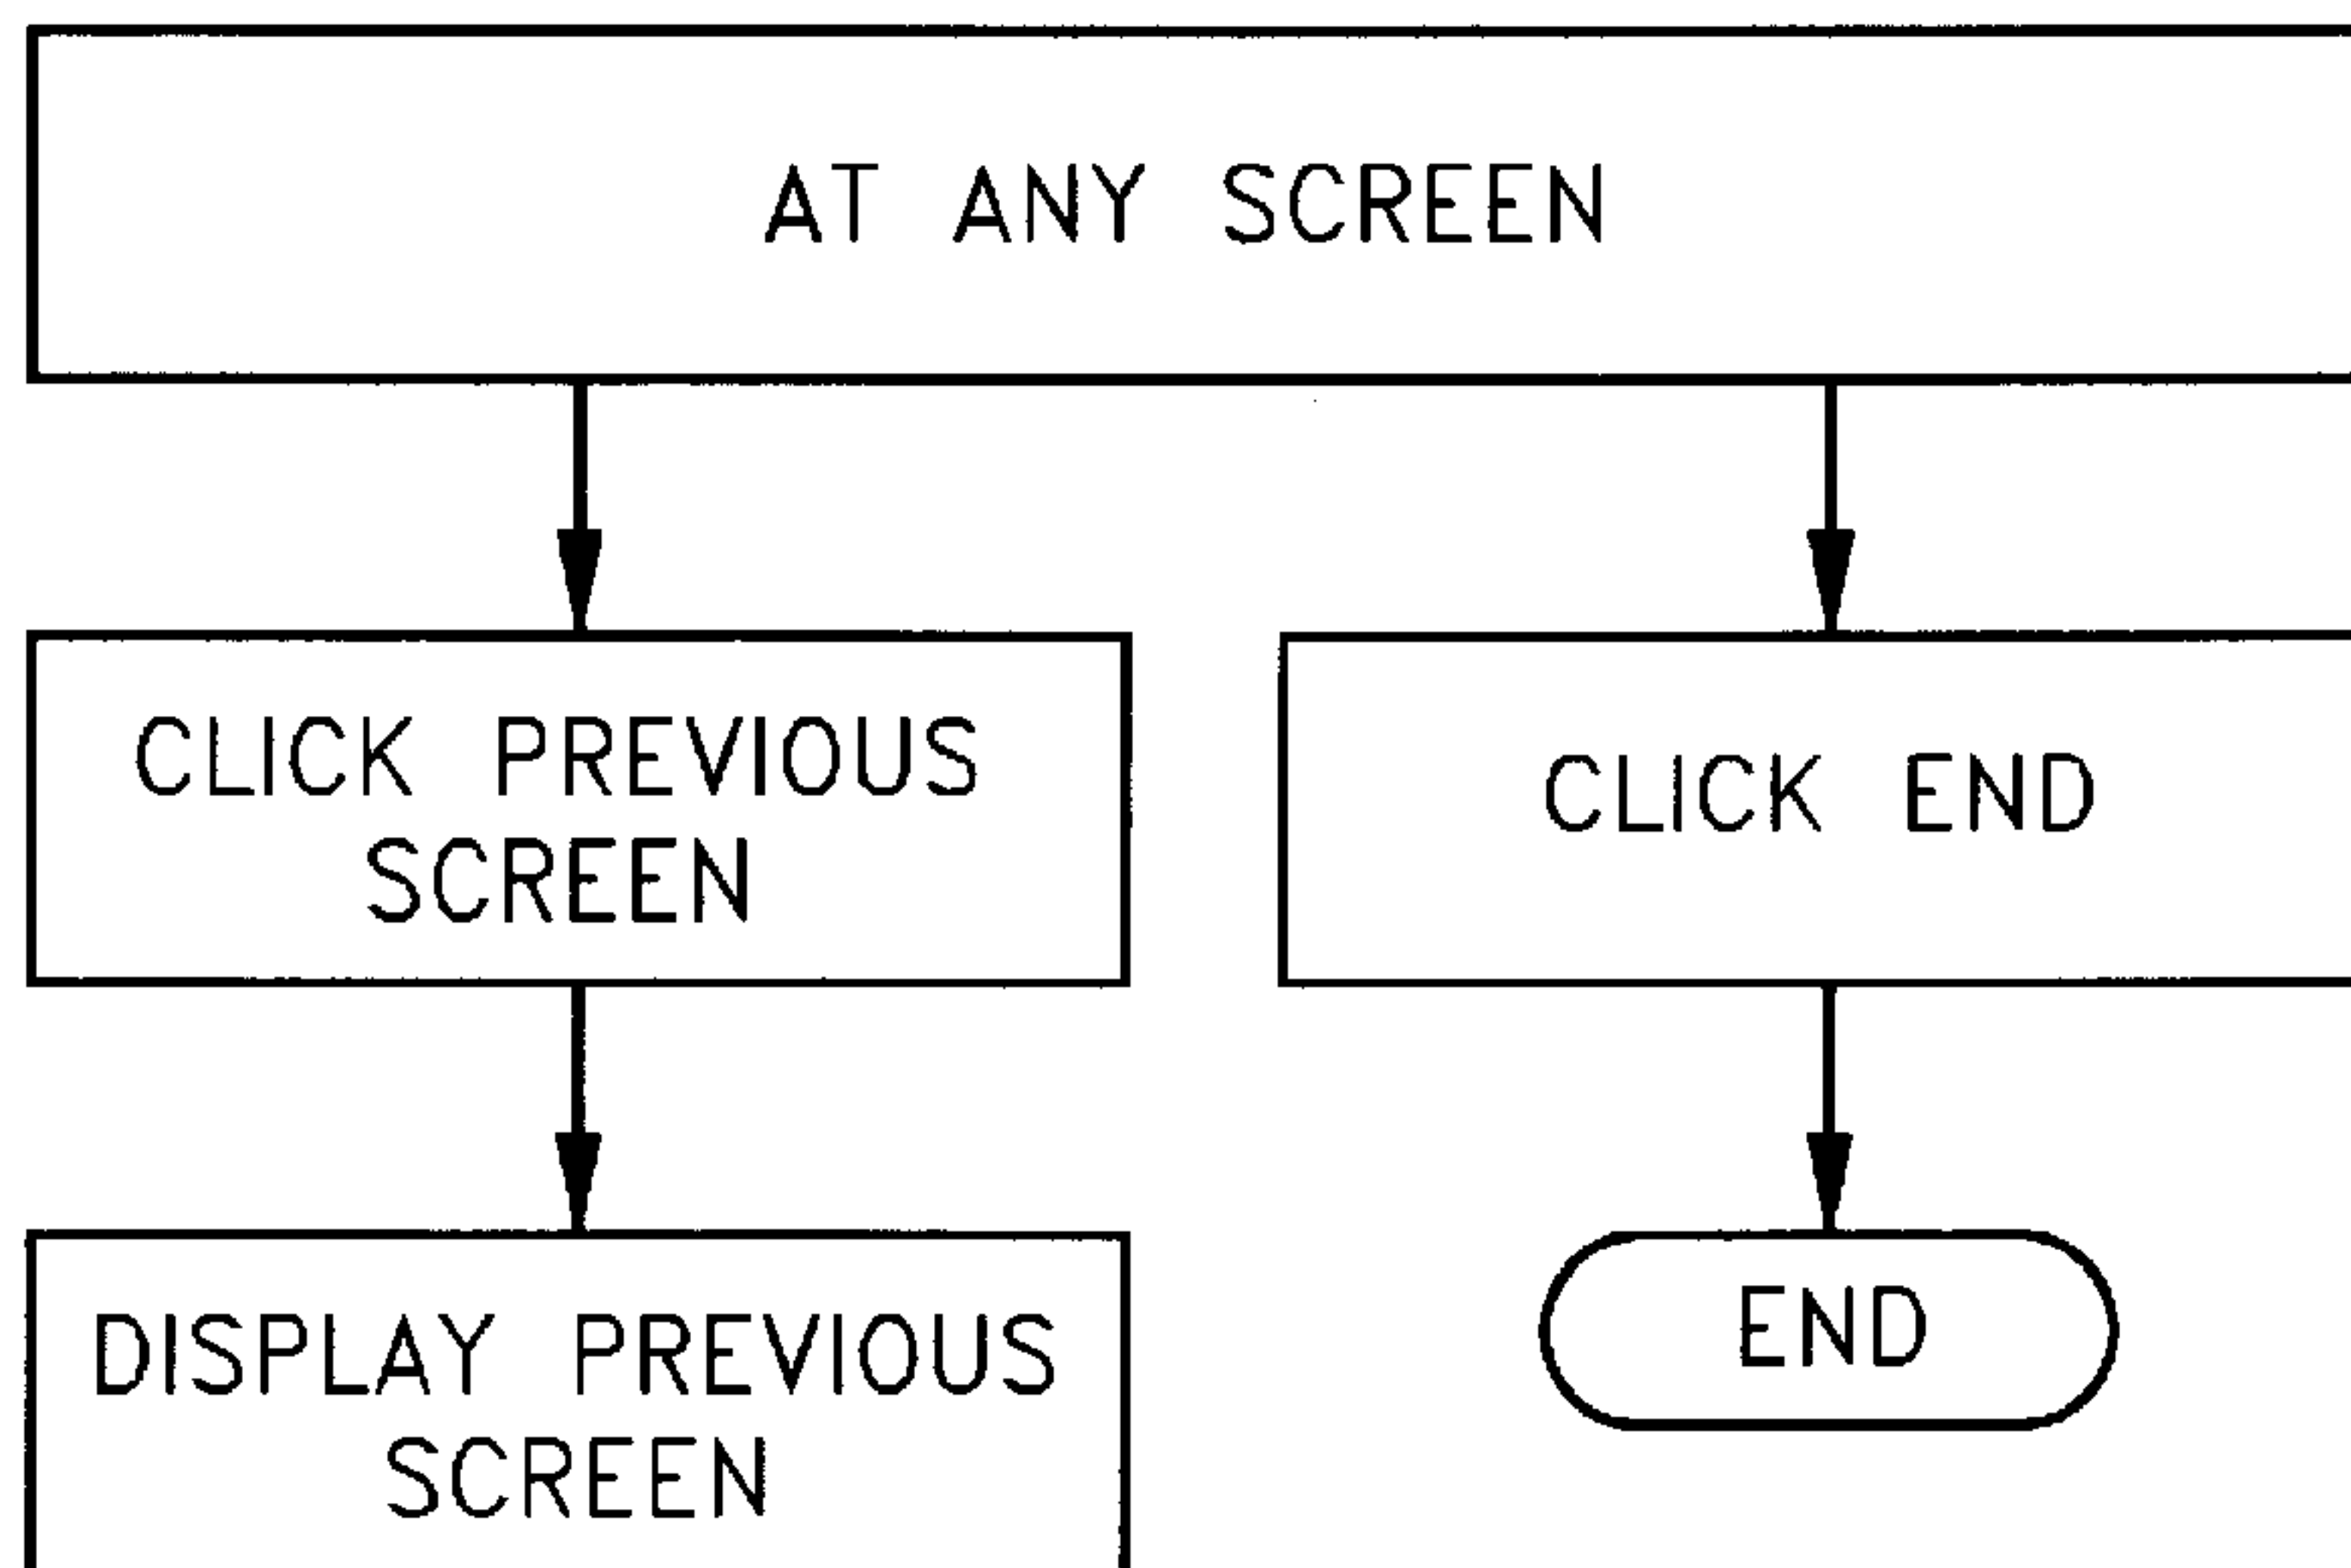 AT ANY SCREEN
CLICK PREVIOUS
SCREEN
CLICK END
DISPLAY PREVIOUS
SCREEN
END